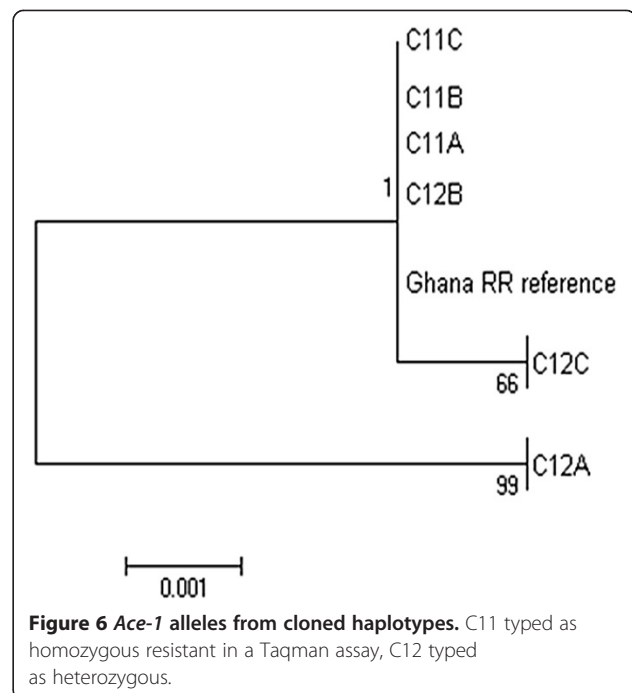 C11C
C11B
C11A
1
C12B
Ghana RR reference
C12C
66
C12A
99
0.001
Figure 6 Ace-1 alleles from cloned haplotypes. C11 typed as
homozygous resistant in a Taqman assay, C12 typed
as heterozygous.